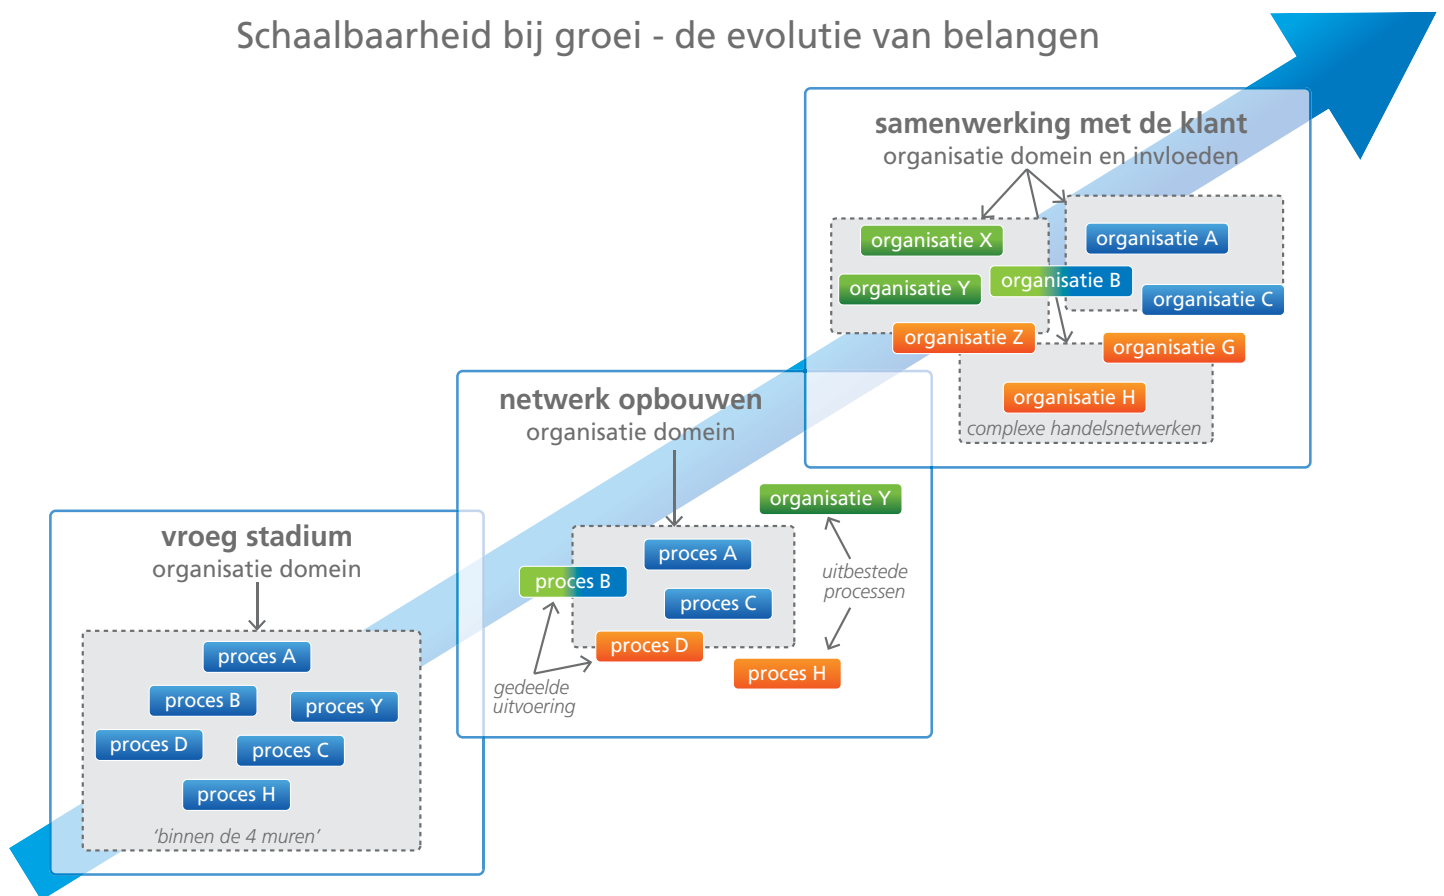 Schaalbaarheid bij groei - de evolutie van belangen
samenwerking met de klant
organisatie domein en invloeden
organisatie X
organisatie A
organisatie Y
organisatie B
organisatie C
organisatie Z
organisatie G
organisatie H
complexe handelsnetwerken
netwerk opbouwen
organisatie domein
organisatie Y
proces A
proces B
proces C
uitbestede
processen
proces D
proces H
gedeelde
uitvoering
vroeg stadium
organisatie domein
proces A
proces B
proces Y
proces D
proces C
proces H
'binnen de 4 muren'